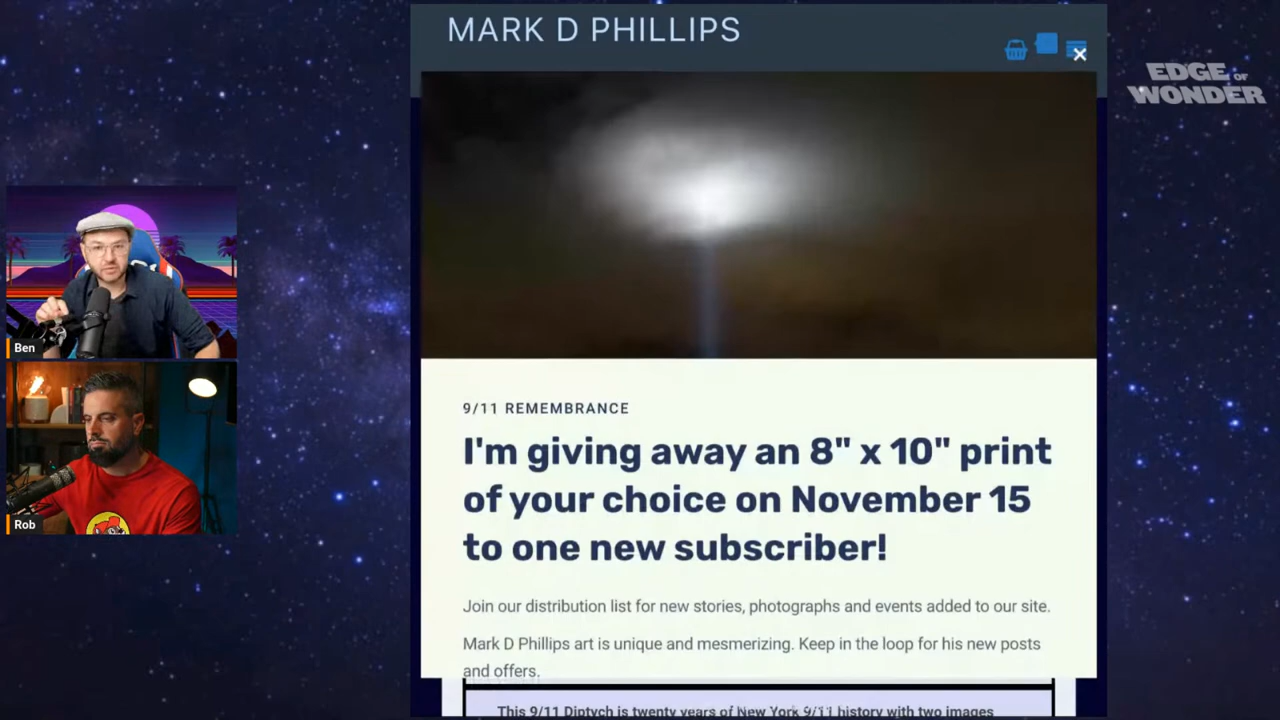 MARK D PHILLIPS
EDGE OF
WONDER
Ben
Rob
9/11 REMEMBRANCE
I'm giving away an 8" x 10" print
of your choice on November 15
to one new subscriber!
Join our distribution list for new stories, photographs and events added to our site.
Mark D Phillips art is unique and mesmerizing. Keep in the loop for his new posts
and offers.
This 9/11 Diptych is twenty years of New York 9/11 history with two images